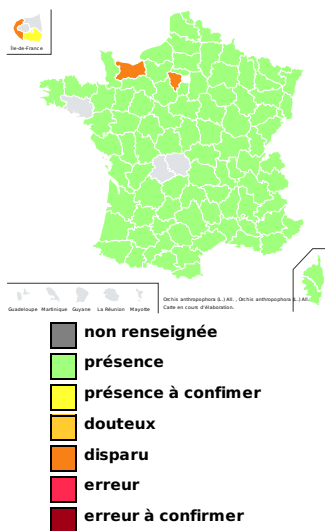 Île-de-France
Guadeloupe Martinique Guyane La Réunion Mayotte
Orchis anthropophora (L.) All. , Orchis anthropophora (L.) All.
Carte en cours d'élaboration.
non renseignée
présence
présence à confimer
douteux
disparu
erreur
erreur à confirmer